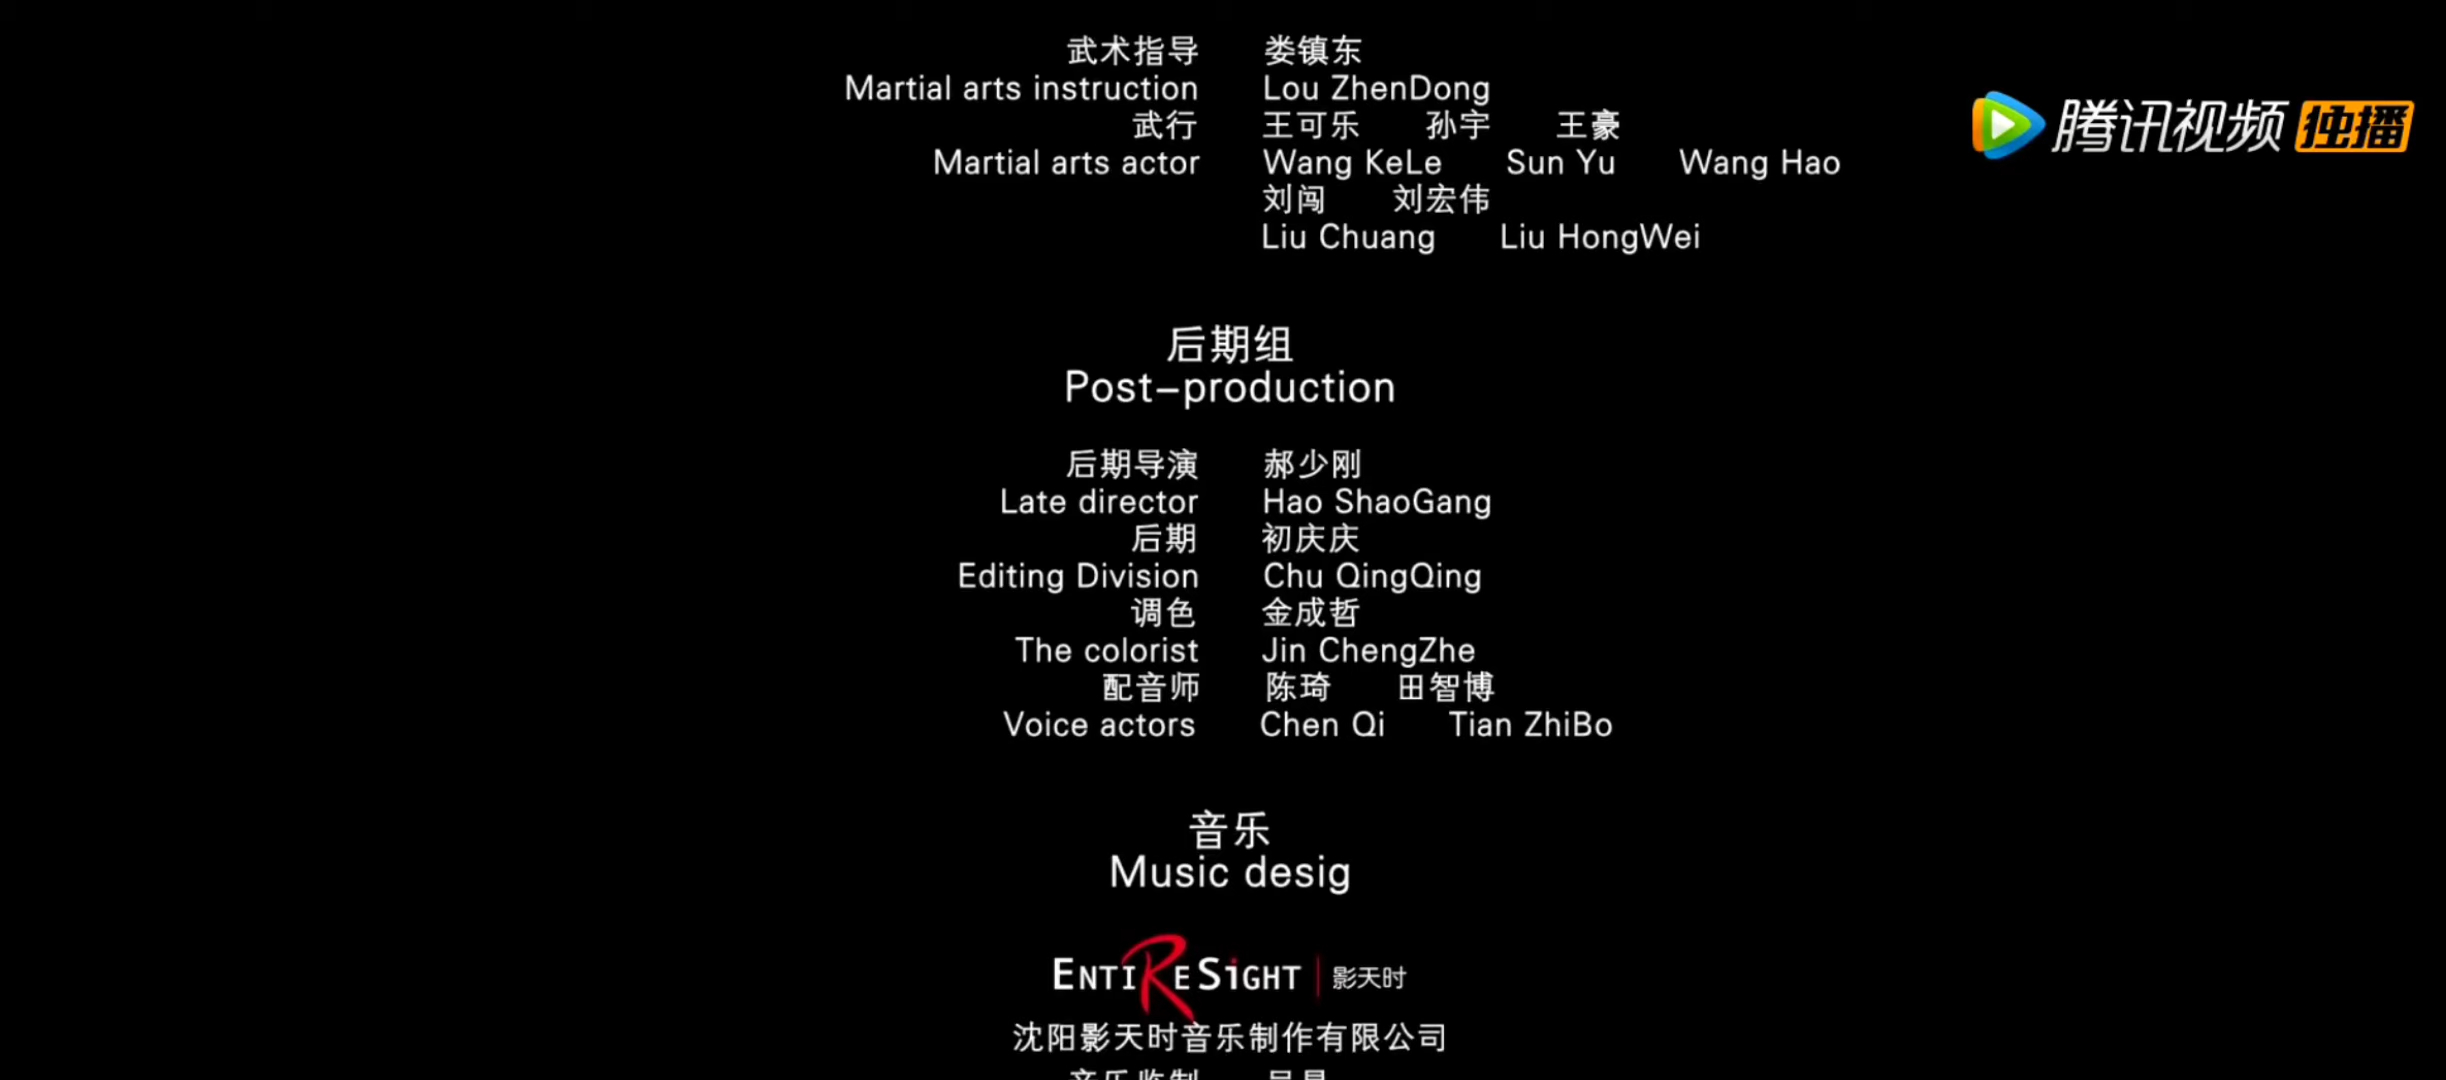 武术指导 娄镇东
Martial arts instruction Lou ZhenDong
武行 王可乐 孙宇 王豪
Martial arts actor Wang KeLe Sun Yu Wang Hao
刘闯 刘宏伟
Liu Chuang Liu HongWei
腾讯视频 独播
后期组
Post-production
后期导演 郝少刚
Late director Hao ShaoGang
后期 初庆庆
Editing Division Chu QingQing
调色 金成哲
The colorist Jin ChengZhe
配音师 陈琦 田智博
Voice actors Chen Qi Tian ZhiBo
音乐
Music desig
ENTIRESIGHT 影天时
沈阳影天时音乐制作有限公司
音乐监制